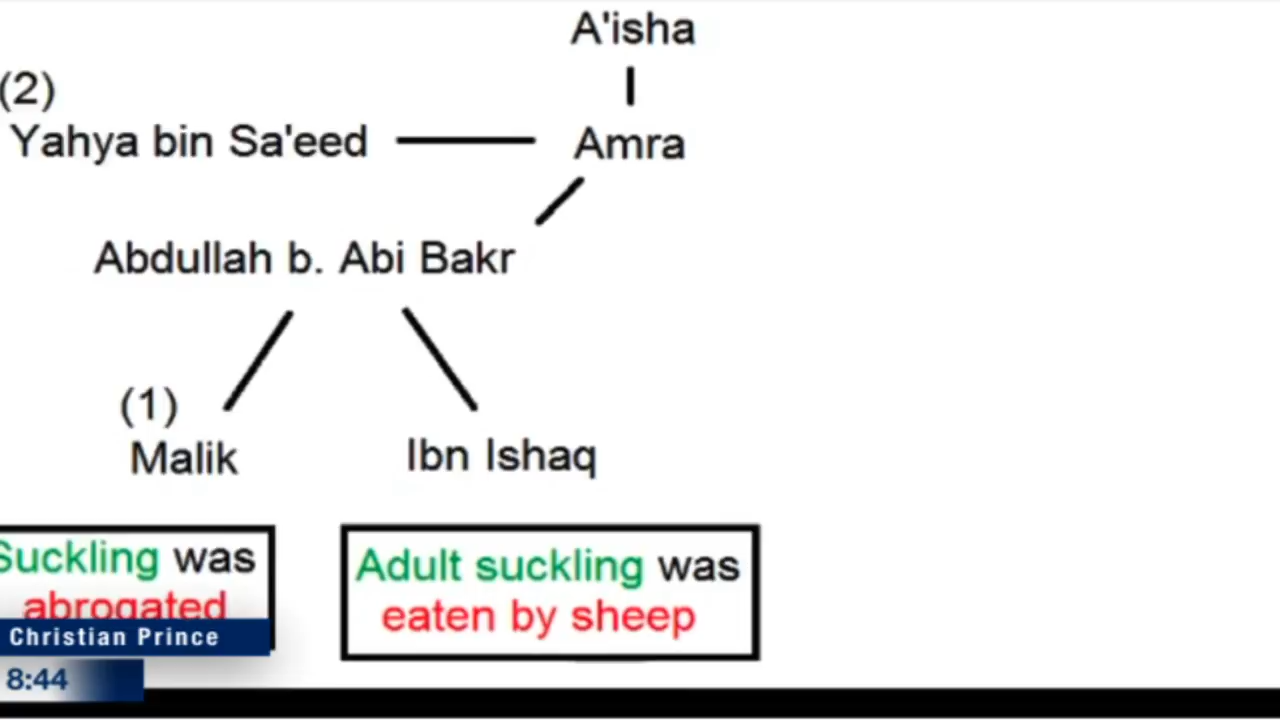 A'isha
(2)
Yahya bin Sa'eed
Amra
Abdullah b. Abi Bakr
(1)
Malik
Ibn Ishaq
Suckling was
abrogated
Adult suckling was
eaten by sheep
Christian Prince
8:44